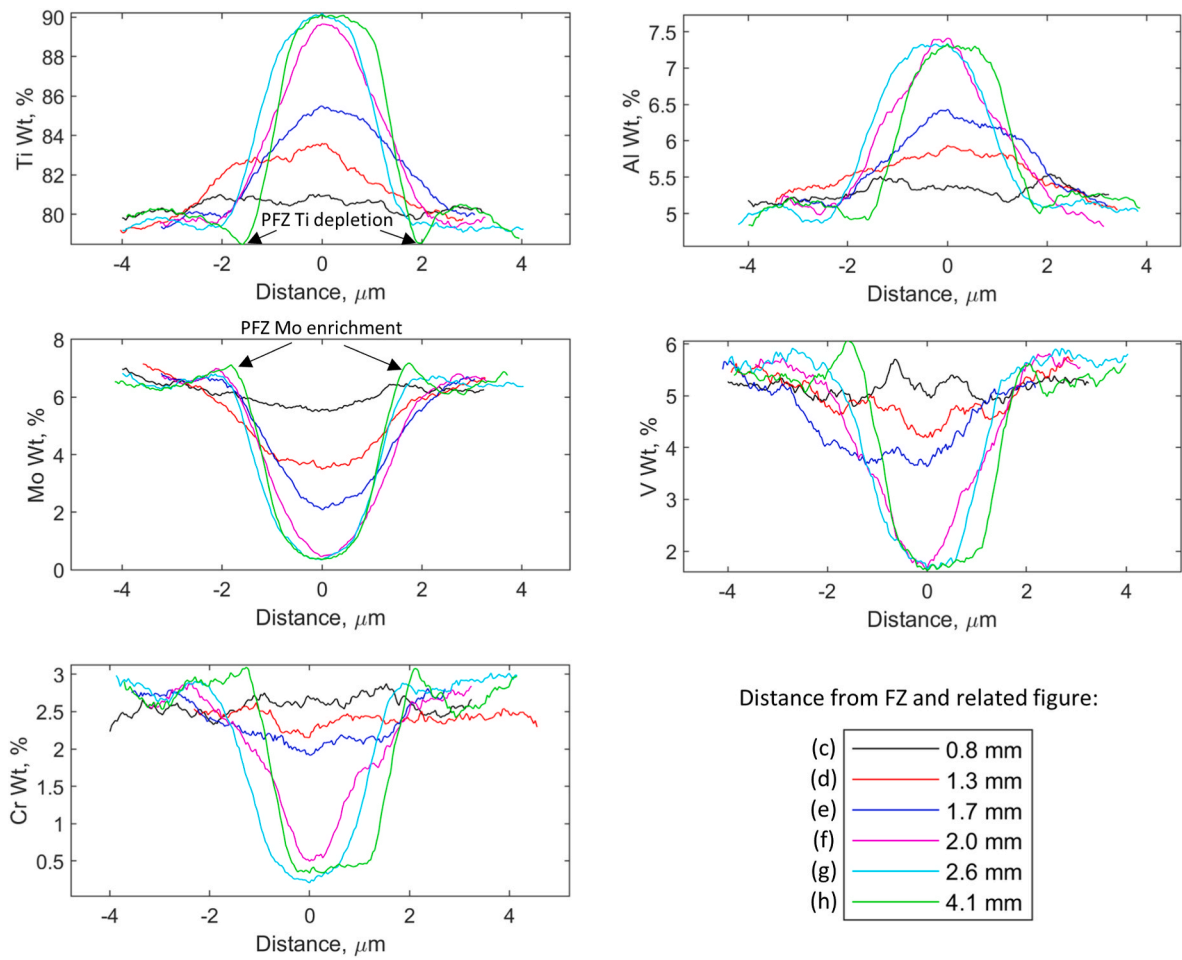 90
88
86
84
82
80
Ti Wt, %
PFZ Ti depletion
-4 -2 0 2 4
Distance, μm
7.5
7
6.5
6
5.5
5
Al Wt, %
-4 -2 0 2 4
Distance, μm
PFZ Mo enrichment
8
6
4
2
0
Mo Wt, %
-4 -2 0 2 4
Distance, μm
6
5
4
3
2
V Wt, %
-4 -2 0 2 4
Distance, μm
3
2.5
2
1.5
1
0.5
Cr Wt, %
-4 -2 0 2 4
Distance, μm
Distance from FZ and related figure:
(c) 0.8 mm
(d) 1.3 mm
(e) 1.7 mm
(f) 2.0 mm
(g) 2.6 mm
(h) 4.1 mm